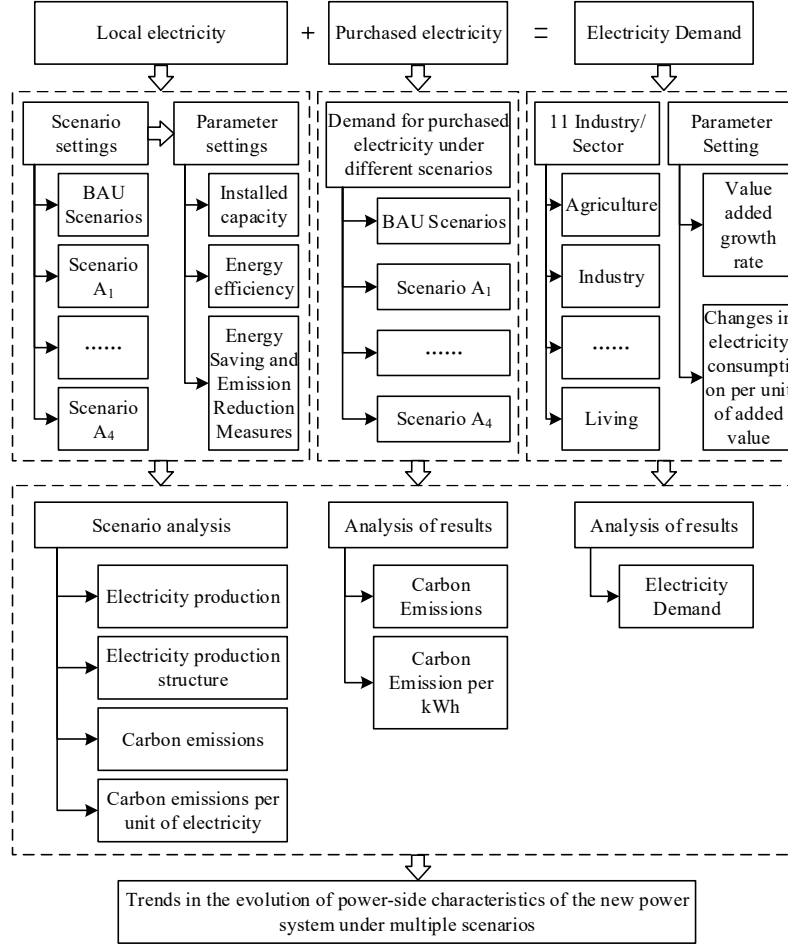 Local electricity
+
Purchased electricity
=
Electricity Demand
Scenario
settings
Parameter
settings
BAU
Scenarios
Scenario
A1
......
Scenario
A4
Installed
capacity
Energy
efficiency
Energy
Saving and
Emission
Reduction
Measures
Demand for purchased
electricity under
different scenarios
BAU Scenarios
Scenario A1
......
Scenario A4
11 Industry/
Sector
Parameter
Setting
Agriculture
Industry
......
Living
Value
added
growth
rate
Changes in
electricity
consumpti
on per unit
of added
value
Scenario analysis
Electricity production
Electricity production
structure
Carbon emissions
Carbon emissions per
unit of electricity
Analysis of results
Carbon
Emissions
Carbon
Emission per
kWh
Analysis of results
Electricity
Demand
Trends in the evolution of power-side characteristics of the new power
system under multiple scenarios